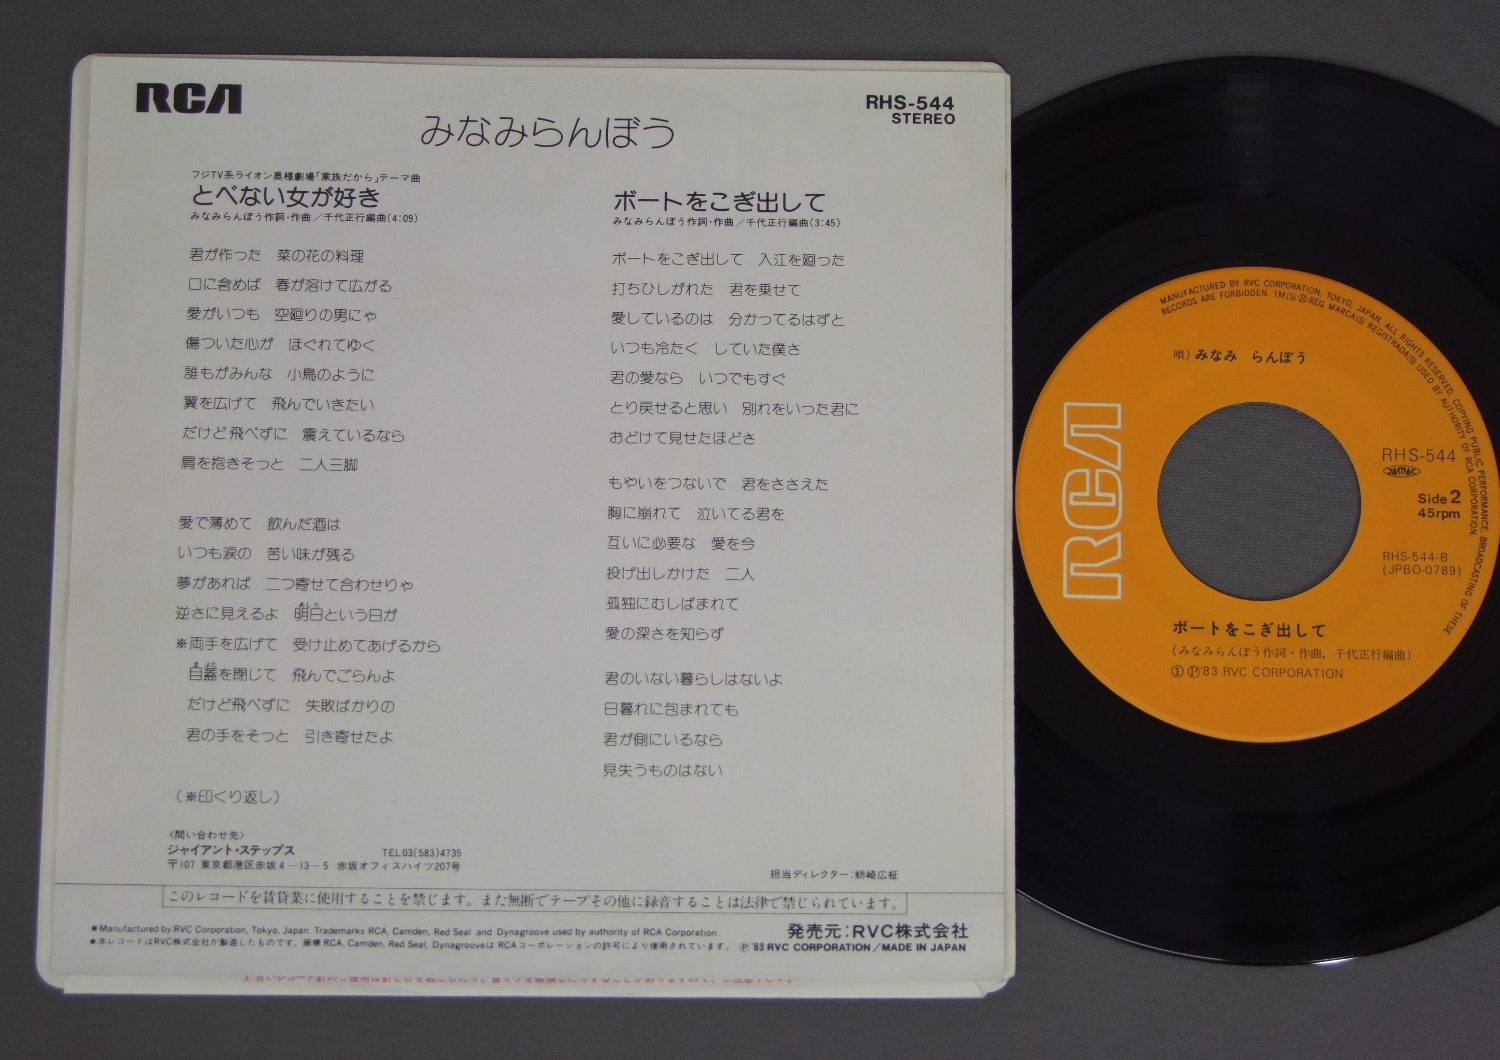 RCA
RHS-544
STEREO
みなみらんぼう
フジTV系ライオン奥様劇場「家族だから」テーマ曲
とべない女が好き
みなみらんぼう作詞・作曲／千代正行編曲(4:09)
君が作った　菜の花の料理
口に含めば　春が溶けて広がる
愛がいつも　空廻りの男にゃ
傷ついた心が　ほぐれてゆく
誰もがみんな　小鳥のように
翼を広げて　飛んでいきたい
だけど飛べずに　震えているなら
肩を抱きそっと　二人三脚
愛で薄めて　飲んだ酒は
いつも涙の　苦い味が残る
夢があれば　二つ寄せて合わせりゃ
逆さに見えるよ　明日という日が
※両手を広げて　受け止めてあげるから
目蓋を閉じて　飛んでごらんよ
だけど飛べずに　失敗ばかりの
君の手をそっと　引き寄せたよ
(※印くり返し)
ボートをこぎ出して
みなみらんぼう作詞・作曲／千代正行編曲(3:45)
ボートをこぎ出して　入江を廻った
打ちひしがれた　君を乗せて
愛しているのは　分かってるはずと
いつも冷たく　していた僕さ
君の愛なら　いつでもすぐ
とり戻せると思い　別れをいった君に
おどけて見せたほどさ
もやいをつないで　君をささえた
胸に崩れて　泣いてる君を
互いに必要な　愛を今
投げ出しかけた　二人
孤独にむしばまれて
愛の深さを知らず
君のいない暮らしはないよ
日暮れに包まれても
君が側にいるなら
見失うものはない
〈問い合わせ先〉
ジャイアント・ステップス　TEL.03(583)4735
〒107 東京都港区赤坂4－13－5 赤坂オフィスハイツ207号
担当ディレクター：蛎崎広柾
このレコードを賃貸業に使用することを禁じます。また無断でテープその他に録音することは法律で禁じられています。
●Manufactured by RVC Corporation, Tokyo, Japan. Trademarks RCA, Camden, Red Seal and Dynagroove used by authority of RCA Corporation.
●本レコードはRVC株式会社が製造したものです。商標 RCA, Camden, Red Seal, DynagrooveはRCAコーポレーションの許可により使用されています。
発売元：RVC株式会社
Ⓟ'83 RVC CORPORATION／MADE IN JAPAN
MANUFACTURED BY RVC CORPORATION, TOKYO, JAPAN. ALL RIGHTS RESERVED. COPYING PUBLIC PERFORMANCE, BROADCASTING OF THESE
RECORDS ARE FORBIDDEN. TM(S) Ⓡ REG MARCA(S) REGISTRADA(S) USED BY AUTHORITY OF RCA CORPORATION.
唄) みなみ らんぼう
RCA
RHS-544
JASRAC
Side 2
45rpm
RHS-544-B
(JPBO-0789)
ボートをこぎ出して
(みなみらんぼう作詞・作曲, 千代正行編曲)
① Ⓟ'83 RVC CORPORATION